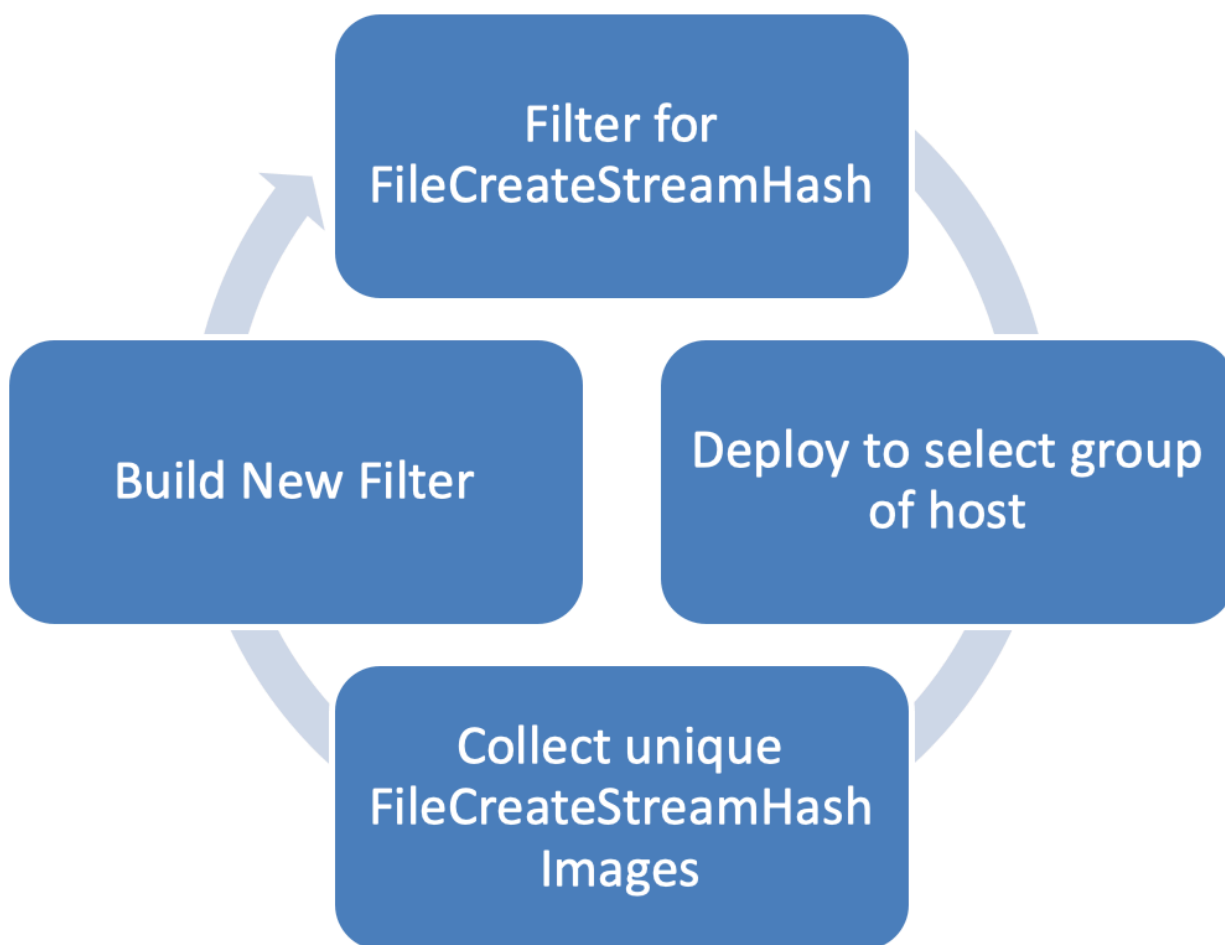 Filter for
FileCreateStreamHash
Deploy to select group
of host
Collect unique
FileCreateStreamHash
Images
Build New Filter